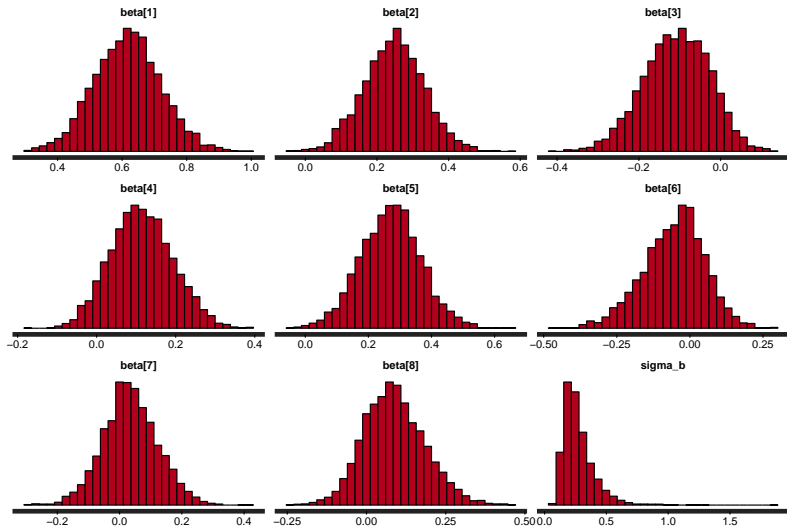 beta[1] beta[2] beta[3]
0.4 0.6 0.8 1.0 0.0 0.2 0.4 0.6 −0.4 −0.2 0.0
beta[4] beta[5] beta[6]
−0.2 0.0 0.2 0.4 0.0 0.2 0.4 0.6 −0.50 −0.25 0.00 0.25
beta[7] beta[8] sigma_b
−0.2 0.0 0.2 0.4 −0.25 0.00 0.25 0.50 0.0 0.5 1.0 1.5